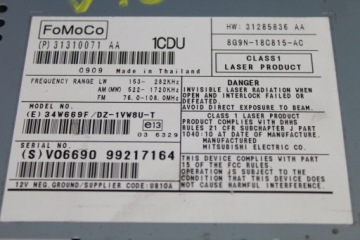 FoMoCo
(P) 31310071 AA
1CDU
0909 Made in Thailand
HW: 31285636 AA
8G9N-18C815-AC
CLASS1
LASER PRODUCT
FREQUENCY RANGE LW 153- 282KHz
AM(MW) 522- 1720KHz
FM 76.0-108.0MHz
MODEL NO.
(E) 34W669F/DZ-1VW8U-T
e13
03 6329
(S) V06690 99217164
12V NEG.GROUND/SUPPLIER CODE:UB10A
DANGER
INVISIBLE LASER RADIATION WHEN
OPEN AND INTERLOCK FAILED OR
DEFEATED.
AVOID DIRECT EXPOSURE TO BEAM.
CLASS 1 LASER PRODUCT
THIS PRODUCT COMPLIES WITH DHHS
RULES 21 CFR SUBCHAPTER J PART
1040-10 AT DATE OF MANUFACTURE.
MANUFACTURED
MITSUBISHI ELECTRIC CO.
THIS DEVICE COMPLIES WITH PART
15 OF THE FCC RULES.
OPERATION IS SUBJECT TO THE
CONDITION THAT THIS DEVICE DOES
NOT CAUSE HARMFUL INTERFERENCE.